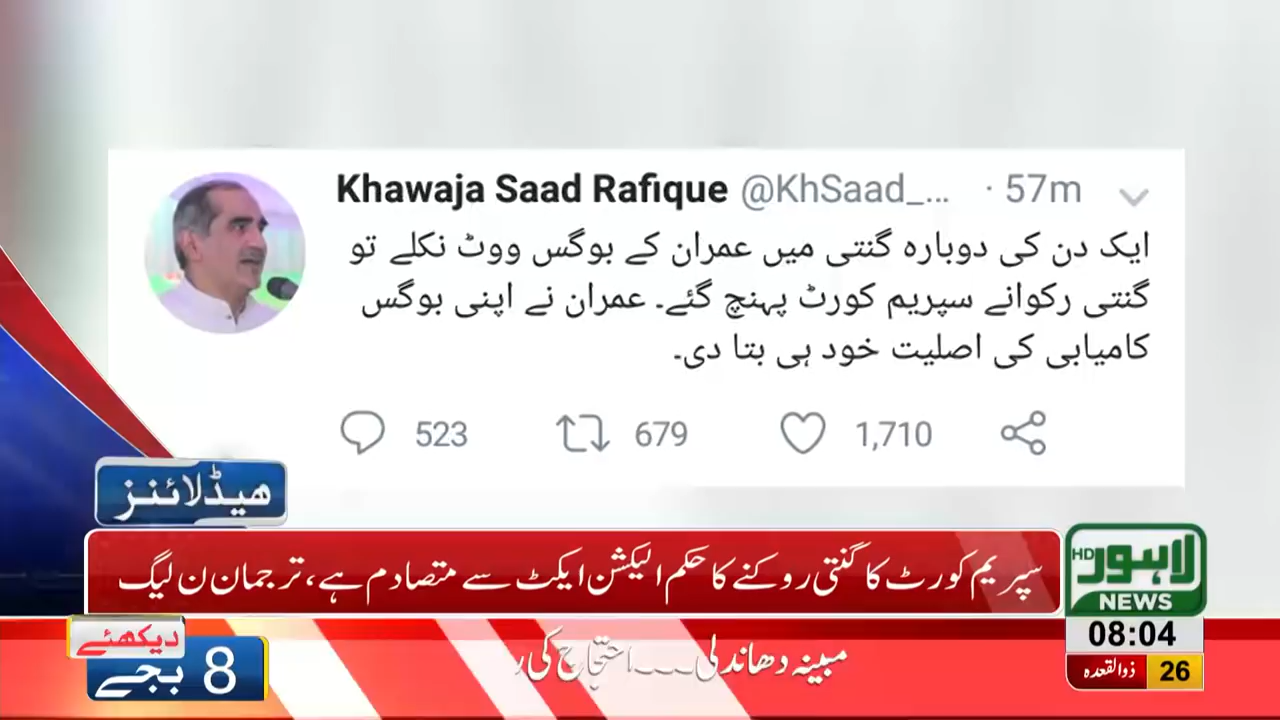 Khawaja Saad Rafique @KhSaad_... · 57m
ایک دن کی دوبارہ گنتی میں عمران کے بوگس ووٹ نکلے تو
گنتی رکوانے سپریم کورٹ پہنچ گئے۔ عمران نے اپنی بوگس
کامیابی کی اصلیت خود ہی بتا دی۔
523 679 1,710
ھیڈلائنز
سپریم کورٹ کا گنتی روکنے کا حکم الیکشن ایکٹ سے متصادم ہے، ترجمان ن لیگ
لاہور HD
NEWS
08:04
26 ذوالقعدہ
دیکھئے
8 بجے
مبینہ دھاندلی۔۔۔احتجاج کی ر